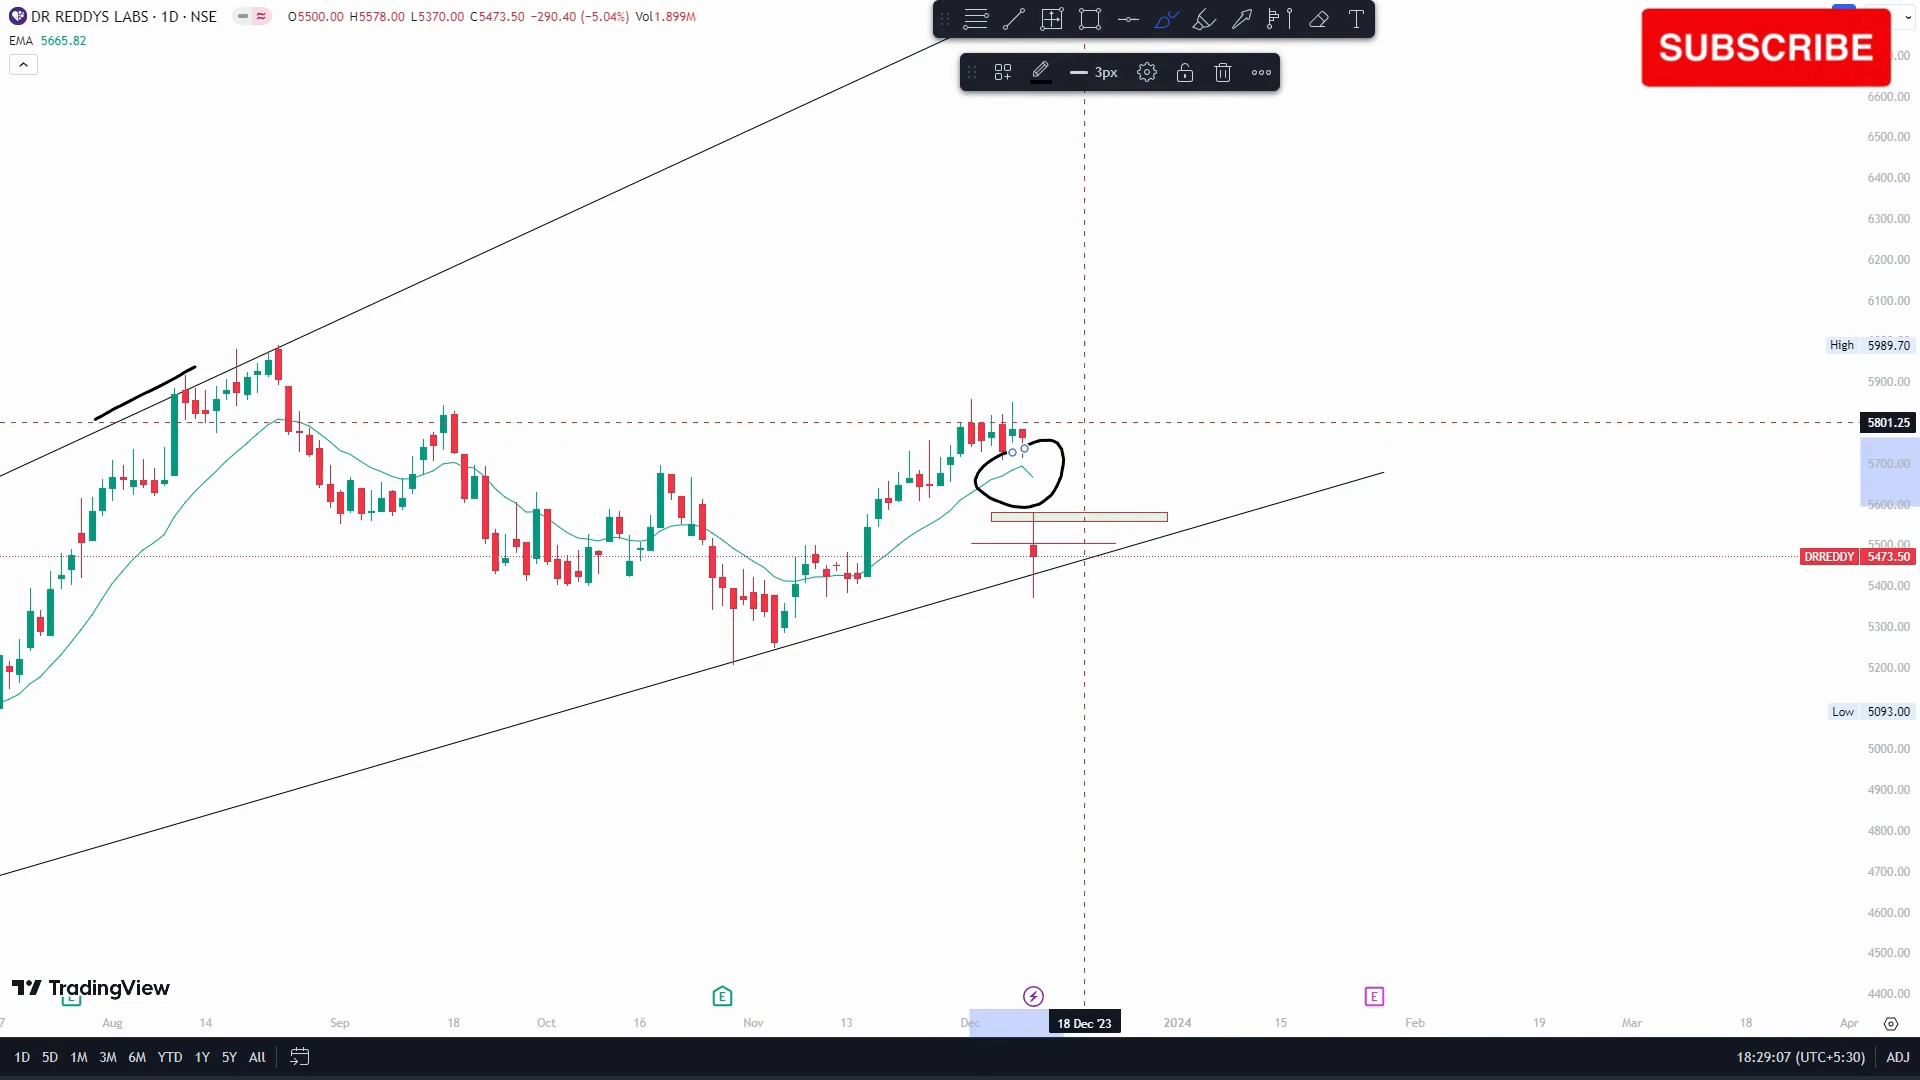 DR REDDYS LABS · 1D · NSE O5500.00 H5578.00 L5370.00 C5473.50 −290.40 (−5.04%) Vol1.899M
EMA 5665.82
3px
SUBSCRIBE
6600.00
6500.00
6400.00
6300.00
6200.00
6100.00
High 5989.70
5900.00
5801.25
5700.00
5600.00
5500.00
DRREDDY 5473.50
5400.00
5300.00
5200.00
Low 5093.00
5000.00
4900.00
4800.00
4700.00
4600.00
4500.00
4400.00
TradingView
E E E
7 Aug 14 Sep 18 Oct 16 Nov 13 Dec 18 Dec '23 2024 15 Feb 19 Mar 18 Apr
1D 5D 1M 3M 6M YTD 1Y 5Y All 18:29:07 (UTC+5:30) ADJ